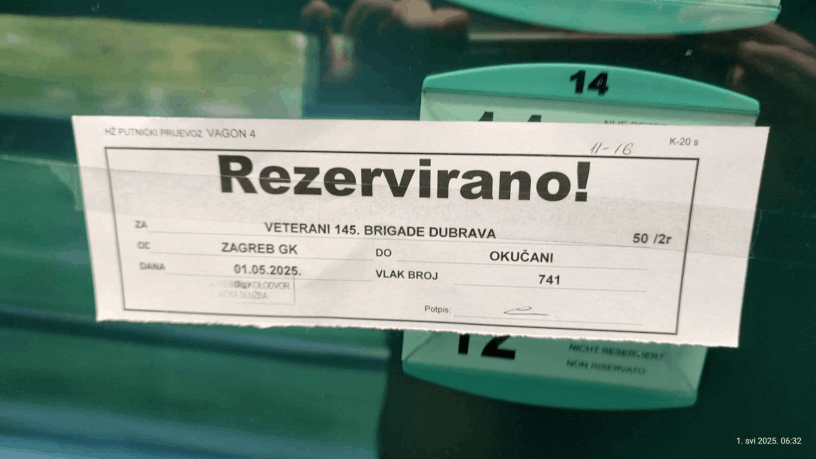 14
HŽ PUTNIČKI PRIJEVOZ VAGON 4
K-20 s
11-16
Rezervirano!
ZA VETERANI 145. BRIGADE DUBRAVA 50 /2r
OD ZAGREB GK DO OKUČANI
DANA 01.05.2025. VLAK BROJ 741
KOLODVOR
Potpis:
12
NICHT RESERVIERT
NON RISERVATO
1. svi 2025. 06:32